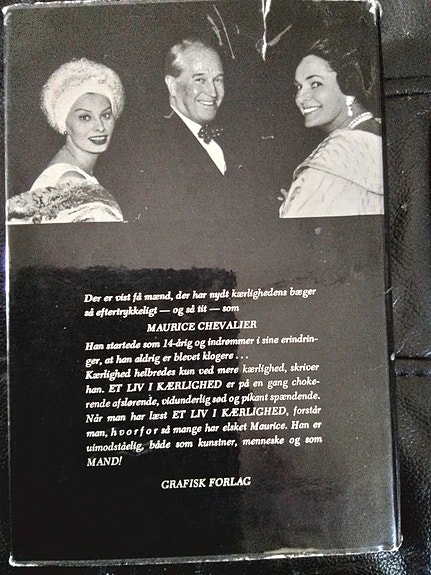 Der er vist få mænd, der har nydt kærlighedens bæger
så eftertrykkeligt — og så tit — som
MAURICE CHEVALIER
Han startede som 14-årig og indrømmer i sine erindrin-
ger, at han aldrig er blevet klogere . . .
Kærlighed helbredes kun ved mere kærlighed, skriver
han. ET LIV I KÆRLIGHED er på en gang choke-
rende afslørende, vidunderlig sød og pikant spændende.
Når man har læst ET LIV I KÆRLIGHED, forstår
man, h v o r f o r så mange har elsket Maurice. Han er
uimodståelig, både som kunstner, menneske og som
MAND!
GRAFISK FORLAG